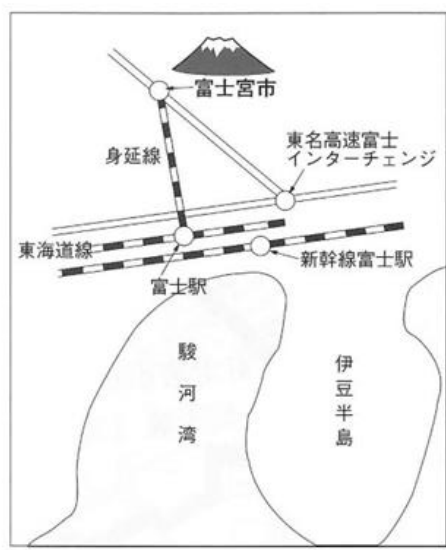 富士宮市
身延線
東名高速富士
インターチェンジ
東海道線
富士駅
新幹線富士駅
駿河湾
伊豆半島